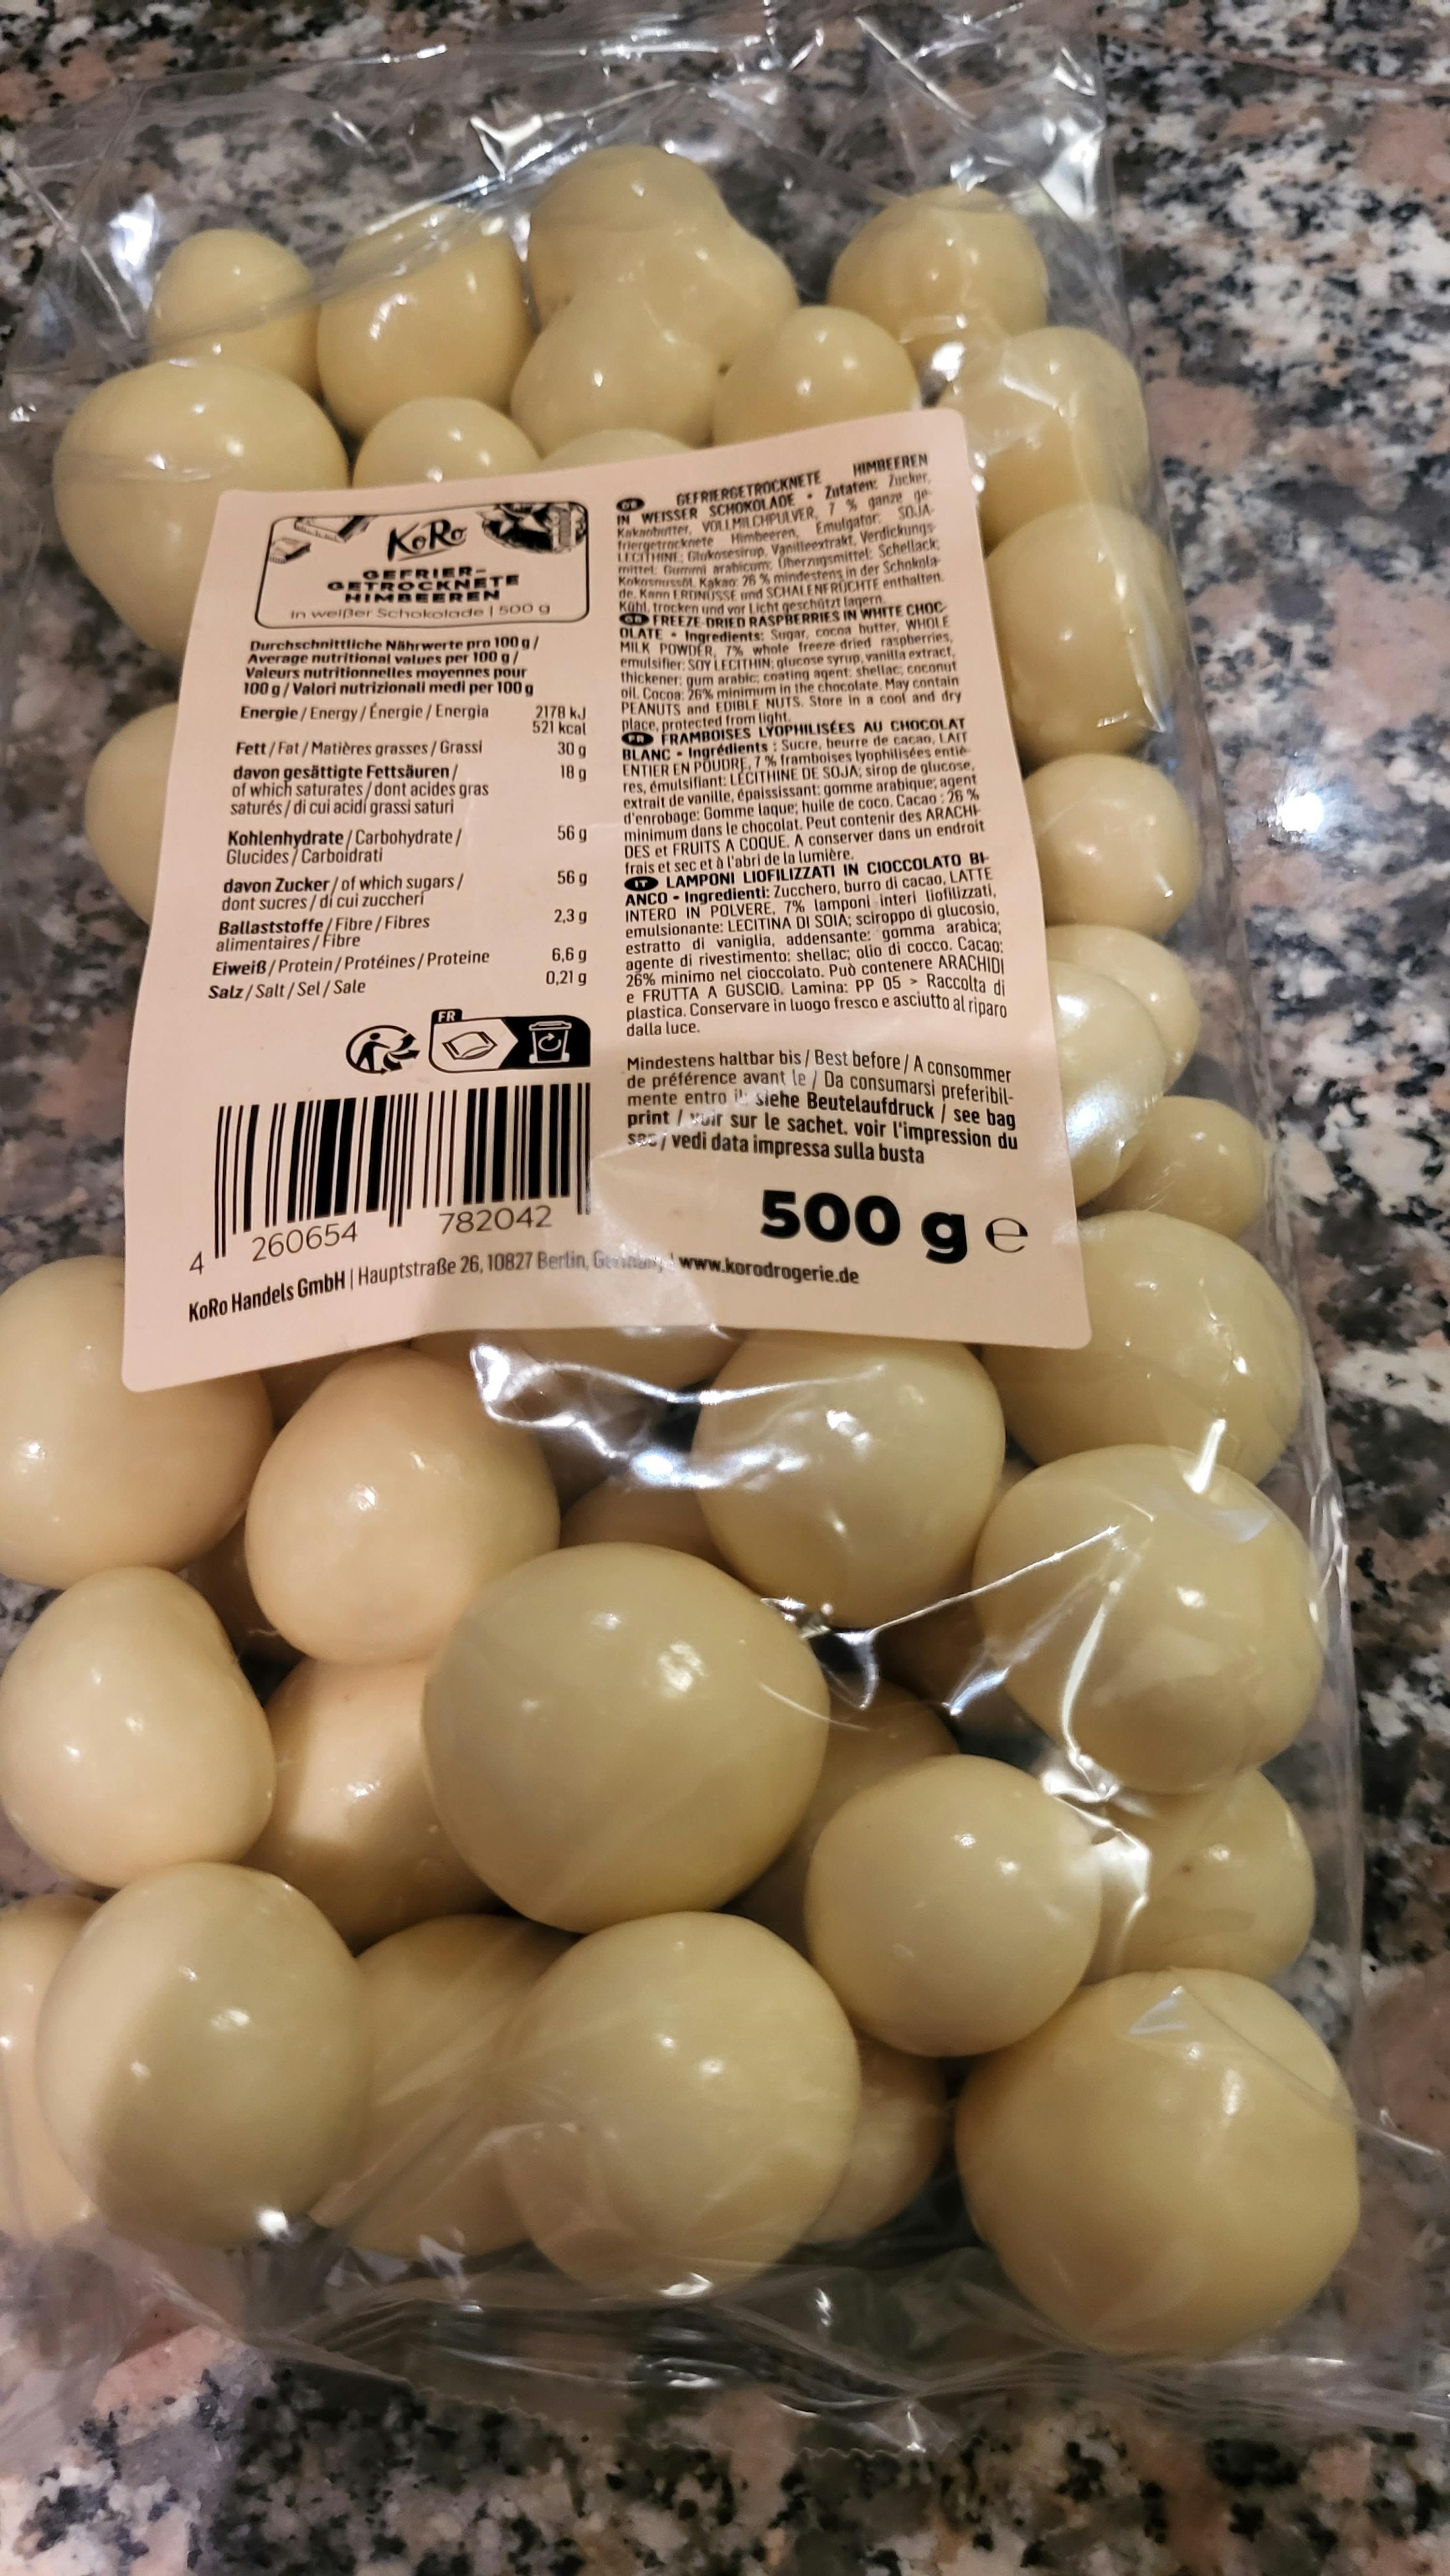 KoRo
GEFRIER-
GETROCKNETE
HIMBEEREN
in weißer Schokolade | 500 g
Durchschnittliche Nährwerte pro 100 g /
Average nutritional values per 100 g /
Valeurs nutritionnelles moyennes pour
100 g / Valori nutrizionali medi per 100 g
Energie / Energy / Énergie / Energia 2178 kJ
521 kcal
Fett / Fat / Matières grasses / Grassi 30 g
davon gesättigte Fettsäuren / 18 g
of which saturates / dont acides gras
saturés / di cui acidi grassi saturi
Kohlenhydrate / Carbohydrate / 56 g
Glucides / Carboidrati
davon Zucker / of which sugars / 56 g
dont sucres / di cui zuccheri
Ballaststoffe / Fibre / Fibres 2,3 g
alimentaires / Fibre
Eiweiß / Protein / Protéines / Proteine 6,6 g
Salz / Salt / Sel / Sale 0,21 g
FR
4 260654 782042
DE GEFRIERGETROCKNETE HIMBEEREN
IN WEISSER SCHOKOLADE • Zutaten: Zucker,
Kakaobutter, VOLLMILCHPULVER, 7 % ganze ge-
friergetrocknete Himbeeren, Emulgator: SOJA-
LECITHINE; Glukosesirup, Vanilleextrakt, Verdickungs-
mittel: Gummi arabicum; Überzugsmittel: Schellack;
Kokosnussöl. Kakao: 26 % mindestens in der Schokola-
de. Kann ERDNÜSSE und SCHALENFRÜCHTE enthalten.
Kühl, trocken und vor Licht geschützt lagern.
GB FREEZE-DRIED RASPBERRIES IN WHITE CHOC-
OLATE • Ingredients: Sugar, cocoa butter, WHOLE
MILK POWDER, 7% whole freeze-dried raspberries,
emulsifier: SOY LECITHIN; glucose syrup, vanilla extract,
thickener: gum arabic; coating agent: shellac; coconut
oil. Cocoa: 26% minimum in the chocolate. May contain
PEANUTS and EDIBLE NUTS. Store in a cool and dry
place, protected from light.
FR FRAMBOISES LYOPHILISÉES AU CHOCOLAT
BLANC • Ingrédients : Sucre, beurre de cacao, LAIT
ENTIER EN POUDRE, 7 % framboises lyophilisées entiè-
res, émulsifiant: LÉCITHINE DE SOJA; sirop de glucose,
extrait de vanille, épaississant: gomme arabique; agent
d'enrobage: Gomme laque; huile de coco. Cacao : 26 %
minimum dans le chocolat. Peut contenir des ARACHI-
DES et FRUITS A COQUE. A conserver dans un endroit
frais et sec et à l'abri de la lumière.
IT LAMPONI LIOFILIZZATI IN CIOCCOLATO BI-
ANCO • Ingredienti: Zucchero, burro di cacao, LATTE
INTERO IN POLVERE, 7% lamponi interi liofilizzati,
emulsionante: LECITINA DI SOIA; sciroppo di glucosio,
estratto di vaniglia, addensante: gomma arabica;
agente di rivestimento: shellac; olio di cocco. Cacao:
26% minimo nel cioccolato. Può contenere ARACHIDI
e FRUTTA A GUSCIO. Lamina: PP 05 > Raccolta di
plastica. Conservare in luogo fresco e asciutto al riparo
dalla luce.
Mindestens haltbar bis / Best before / A consommer
de préférence avant le / Da consumarsi preferibil-
mente entro il: siehe Beutelaufdruck / see bag
print / voir sur le sachet. voir l'impression du
sac / vedi data impressa sulla busta
500 g e
KoRo Handels GmbH | Hauptstraße 26, 10827 Berlin, Germany | www.korodrogerie.de